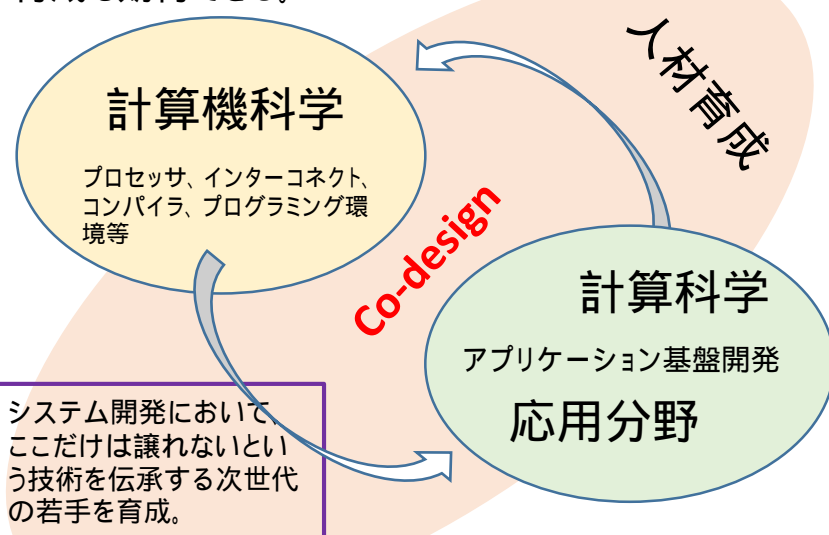 人材育成
計算機科学
プロセッサ、インターコネクト、
コンパイラ、プログラミング環
境等
Co-design
計算科学
アプリケーション基盤開発
応用分野
システム開発において、
ここだけは譲れないとい
う技術を伝承する次世代
の若手を育成。